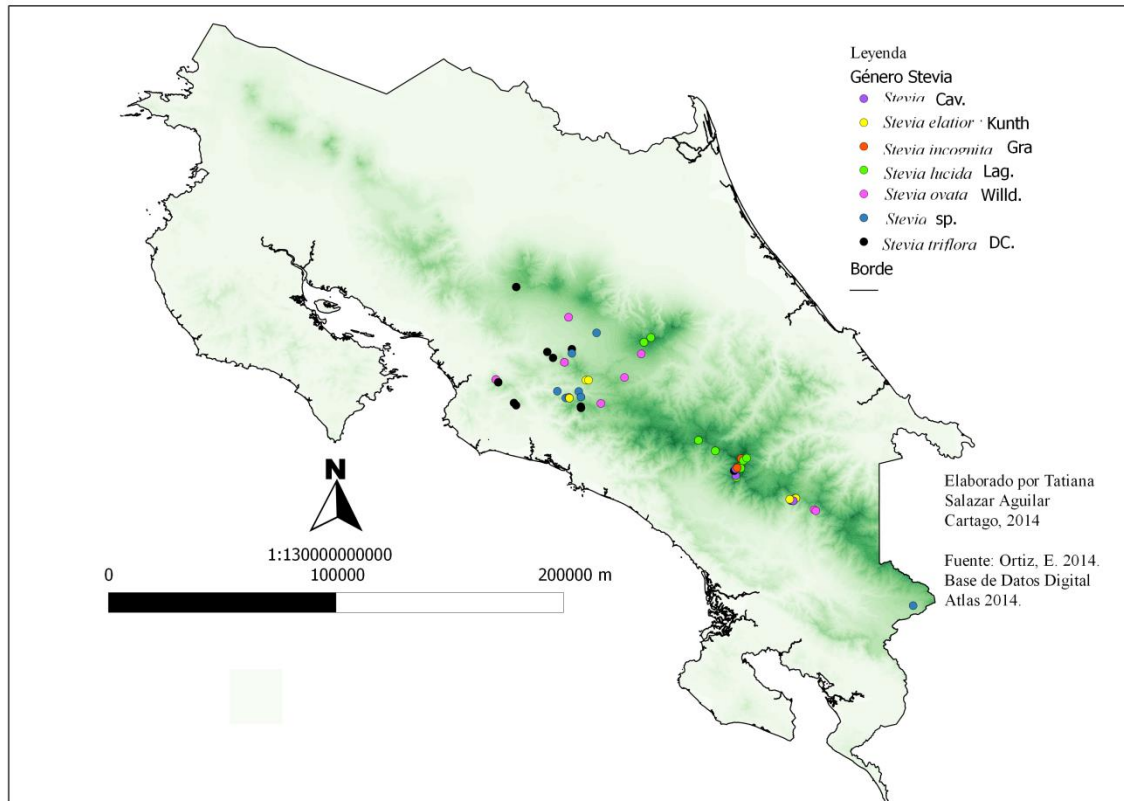 Leyenda
Género Stevia
Stevia Cav.
Stevia elatior Kunth
Stevia incognita Gra
Stevia lucida Lag.
Stevia ovata Willd.
Stevia sp.
Stevia triflora DC.
Borde
Elaborado por Tatiana
Salazar Aguilar
Cartago, 2014
Fuente: Ortiz, E. 2014.
Base de Datos Digital
Atlas 2014.
N
1:130000000000
0 100000 200000 m